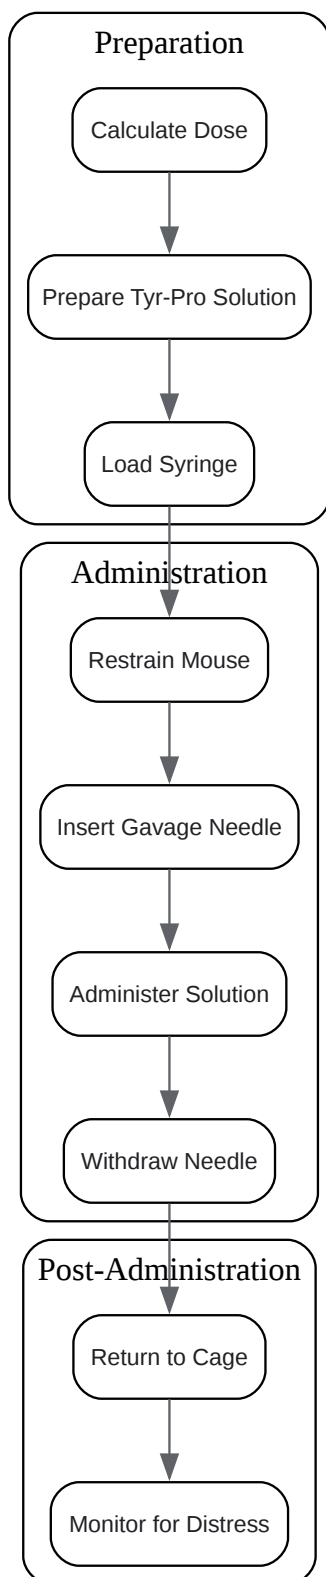 Preparation
Calculate Dose
Prepare Tyr-Pro Solution
Load Syringe
Administration
Restrain Mouse
Insert Gavage Needle
Administer Solution
Withdraw Needle
Post-Administration
Return to Cage
Monitor for Distress